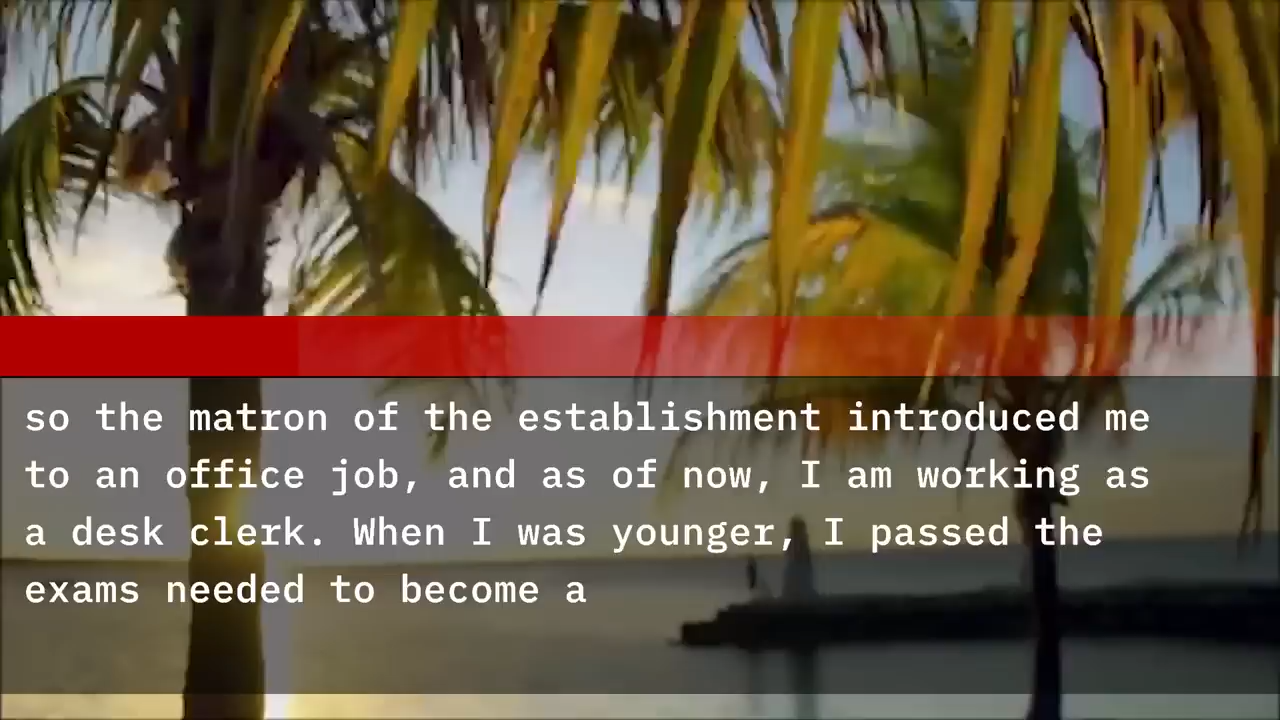 so the matron of the establishment introduced me
to an office job, and as of now, I am working as
a desk clerk. When I was younger, I passed the
exams needed to become a